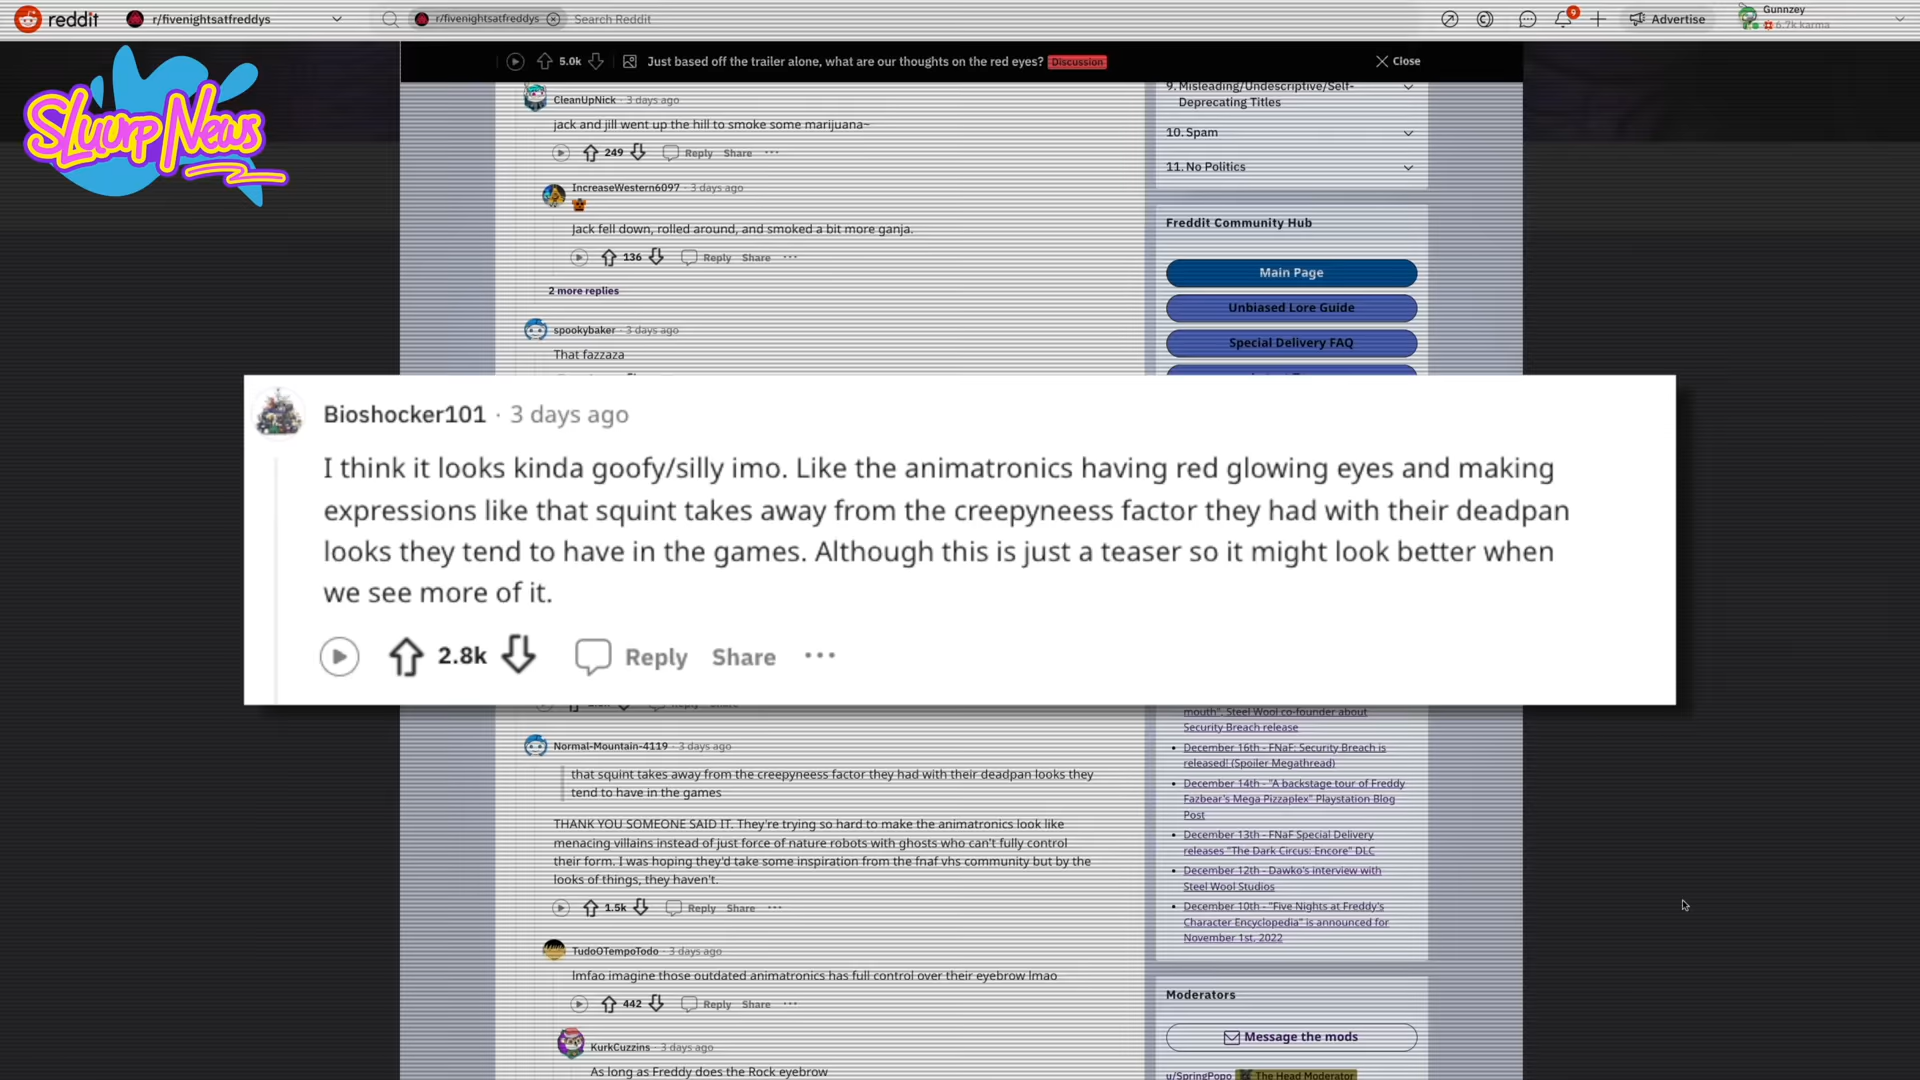 reddit
r/fivenightsatfreddys
r/fivenightsatfreddys
Search Reddit
9
Advertise
Gunnzey
6.7k karma
Sluurp News
5.0k
Just based off the trailer alone, what are our thoughts on the red eyes?
Discussion
Close
CleanUpNick · 3 days ago
jack and jill went up the hill to smoke some marijuana~
249
Reply Share ···
IncreaseWestern6097 · 3 days ago
Jack fell down, rolled around, and smoked a bit more ganja.
136
Reply Share ···
2 more replies
spookybaker · 3 days ago
That fazzaza
9. Misleading/Undescriptive/Self-
Deprecating Titles
10. Spam
11. No Politics
Freddit Community Hub
Main Page
Unbiased Lore Guide
Special Delivery FAQ
Bioshocker101 · 3 days ago
I think it looks kinda goofy/silly imo. Like the animatronics having red glowing eyes and making
expressions like that squint takes away from the creepyneess factor they had with their deadpan
looks they tend to have in the games. Although this is just a teaser so it might look better when
we see more of it.
2.8k
Reply Share ···
Normal-Mountain-4119 · 3 days ago
that squint takes away from the creepyneess factor they had with their deadpan looks they
tend to have in the games
THANK YOU SOMEONE SAID IT. They're trying so hard to make the animatronics look like
menacing villains instead of just force of nature robots with ghosts who can't fully control
their form. I was hoping they'd take some inspiration from the fnaf vhs community but by the
looks of things, they haven't.
1.5k
Reply Share ···
TudoOTempoTodo · 3 days ago
lmfao imagine those outdated animatronics has full control over their eyebrow lmao
442
Reply Share ···
KurkCuzzins · 3 days ago
As long as Freddy does the Rock eyebrow
mouth", Steel Wool co-founder about
Security Breach release
December 16th - FNaF: Security Breach is
released! (Spoiler Megathread)
December 14th - "A backstage tour of Freddy
Fazbear's Mega Pizzaplex" Playstation Blog
Post
December 13th - FNaF Special Delivery
releases "The Dark Circus: Encore" DLC
December 12th - Dawko's interview with
Steel Wool Studios
December 10th - "Five Nights at Freddy's
Character Encyclopedia" is announced for
November 1st, 2022
Moderators
Message the mods
u/SpringPopo
The Head Moderator